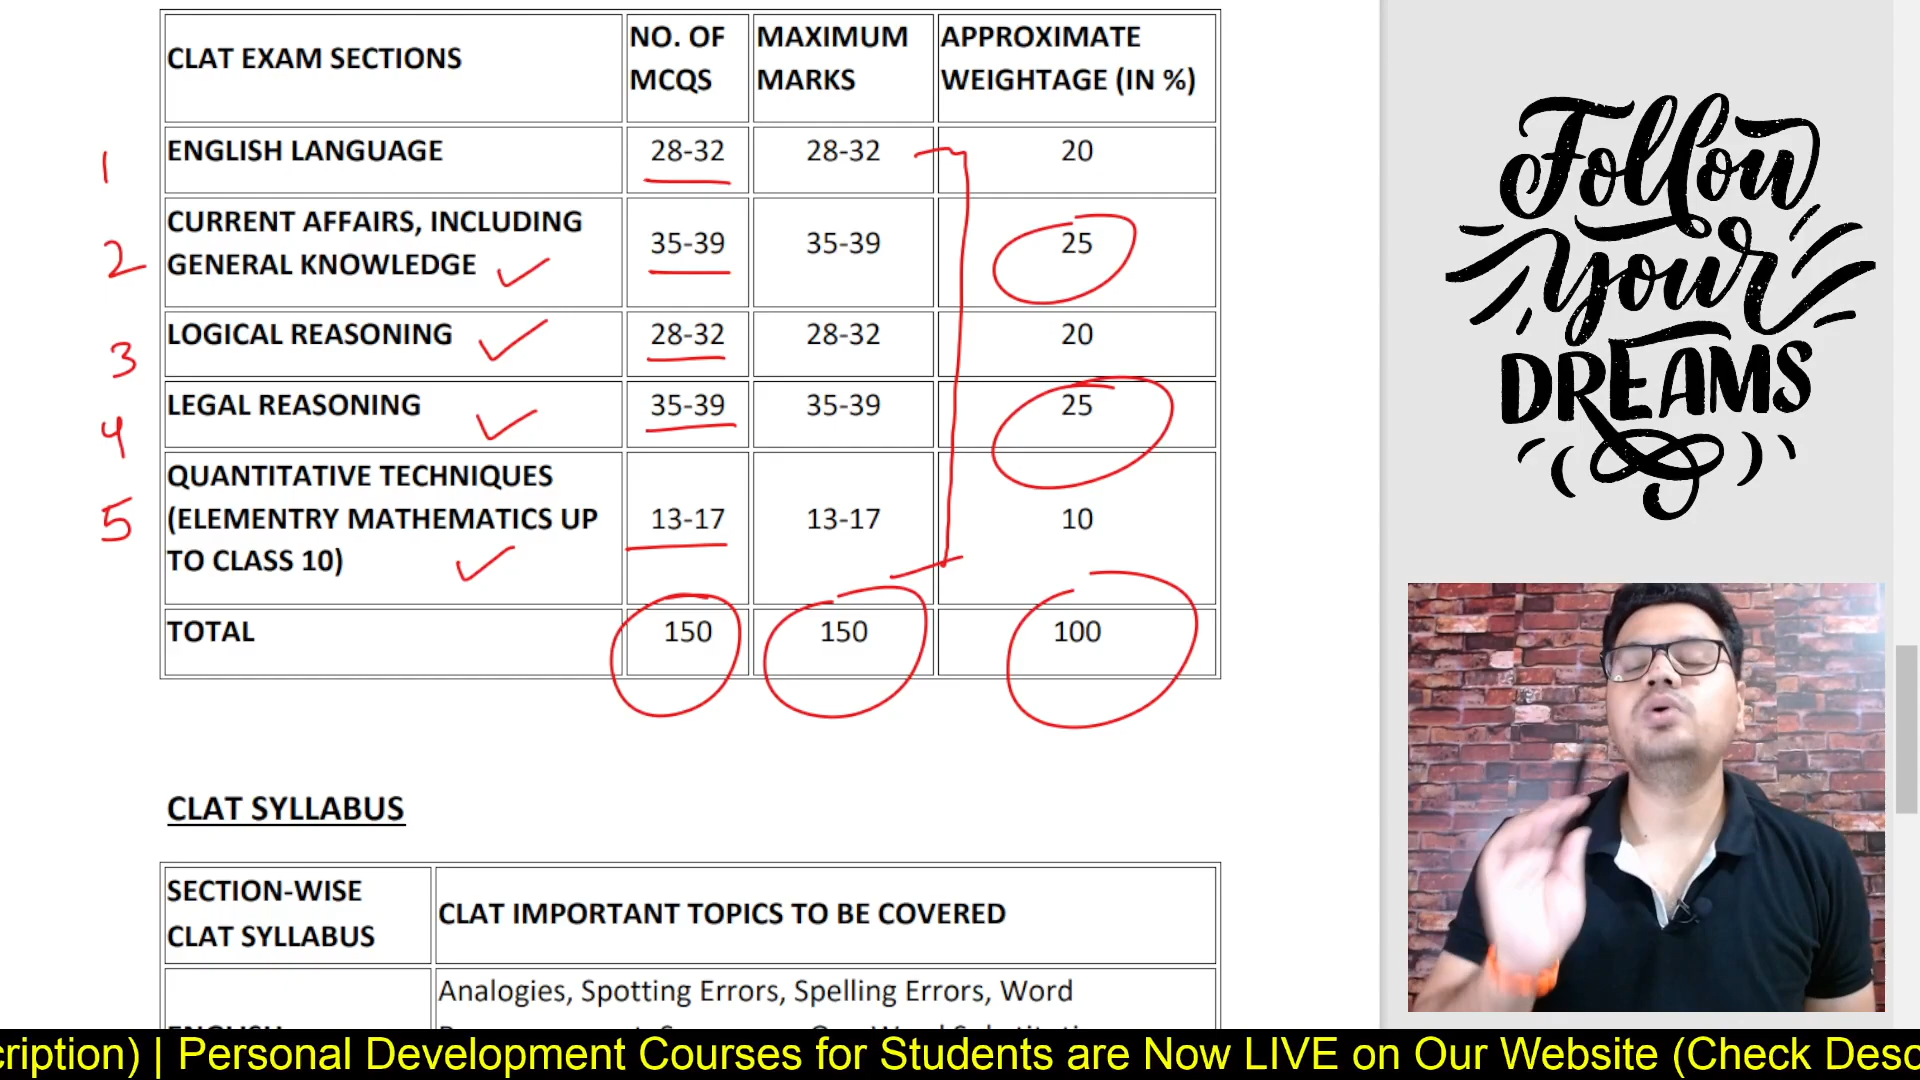 CLAT EXAM SECTIONS
NO. OF MCQS
MAXIMUM MARKS
APPROXIMATE WEIGHTAGE (IN %)
1
ENGLISH LANGUAGE
28-32
28-32
20
2
CURRENT AFFAIRS, INCLUDING
GENERAL KNOWLEDGE
35-39
35-39
25
3
LOGICAL REASONING
28-32
28-32
20
4
LEGAL REASONING
35-39
35-39
25
5
QUANTITATIVE TECHNIQUES
(ELEMENTRY MATHEMATICS UP
TO CLASS 10)
13-17
13-17
10
TOTAL
150
150
100
CLAT SYLLABUS
SECTION-WISE
CLAT SYLLABUS
CLAT IMPORTANT TOPICS TO BE COVERED
Analogies, Spotting Errors, Spelling Errors, Word
Follow
Your
DREAMS
cription) | Personal Development Courses for Students are Now LIVE on Our Website (Check Desc